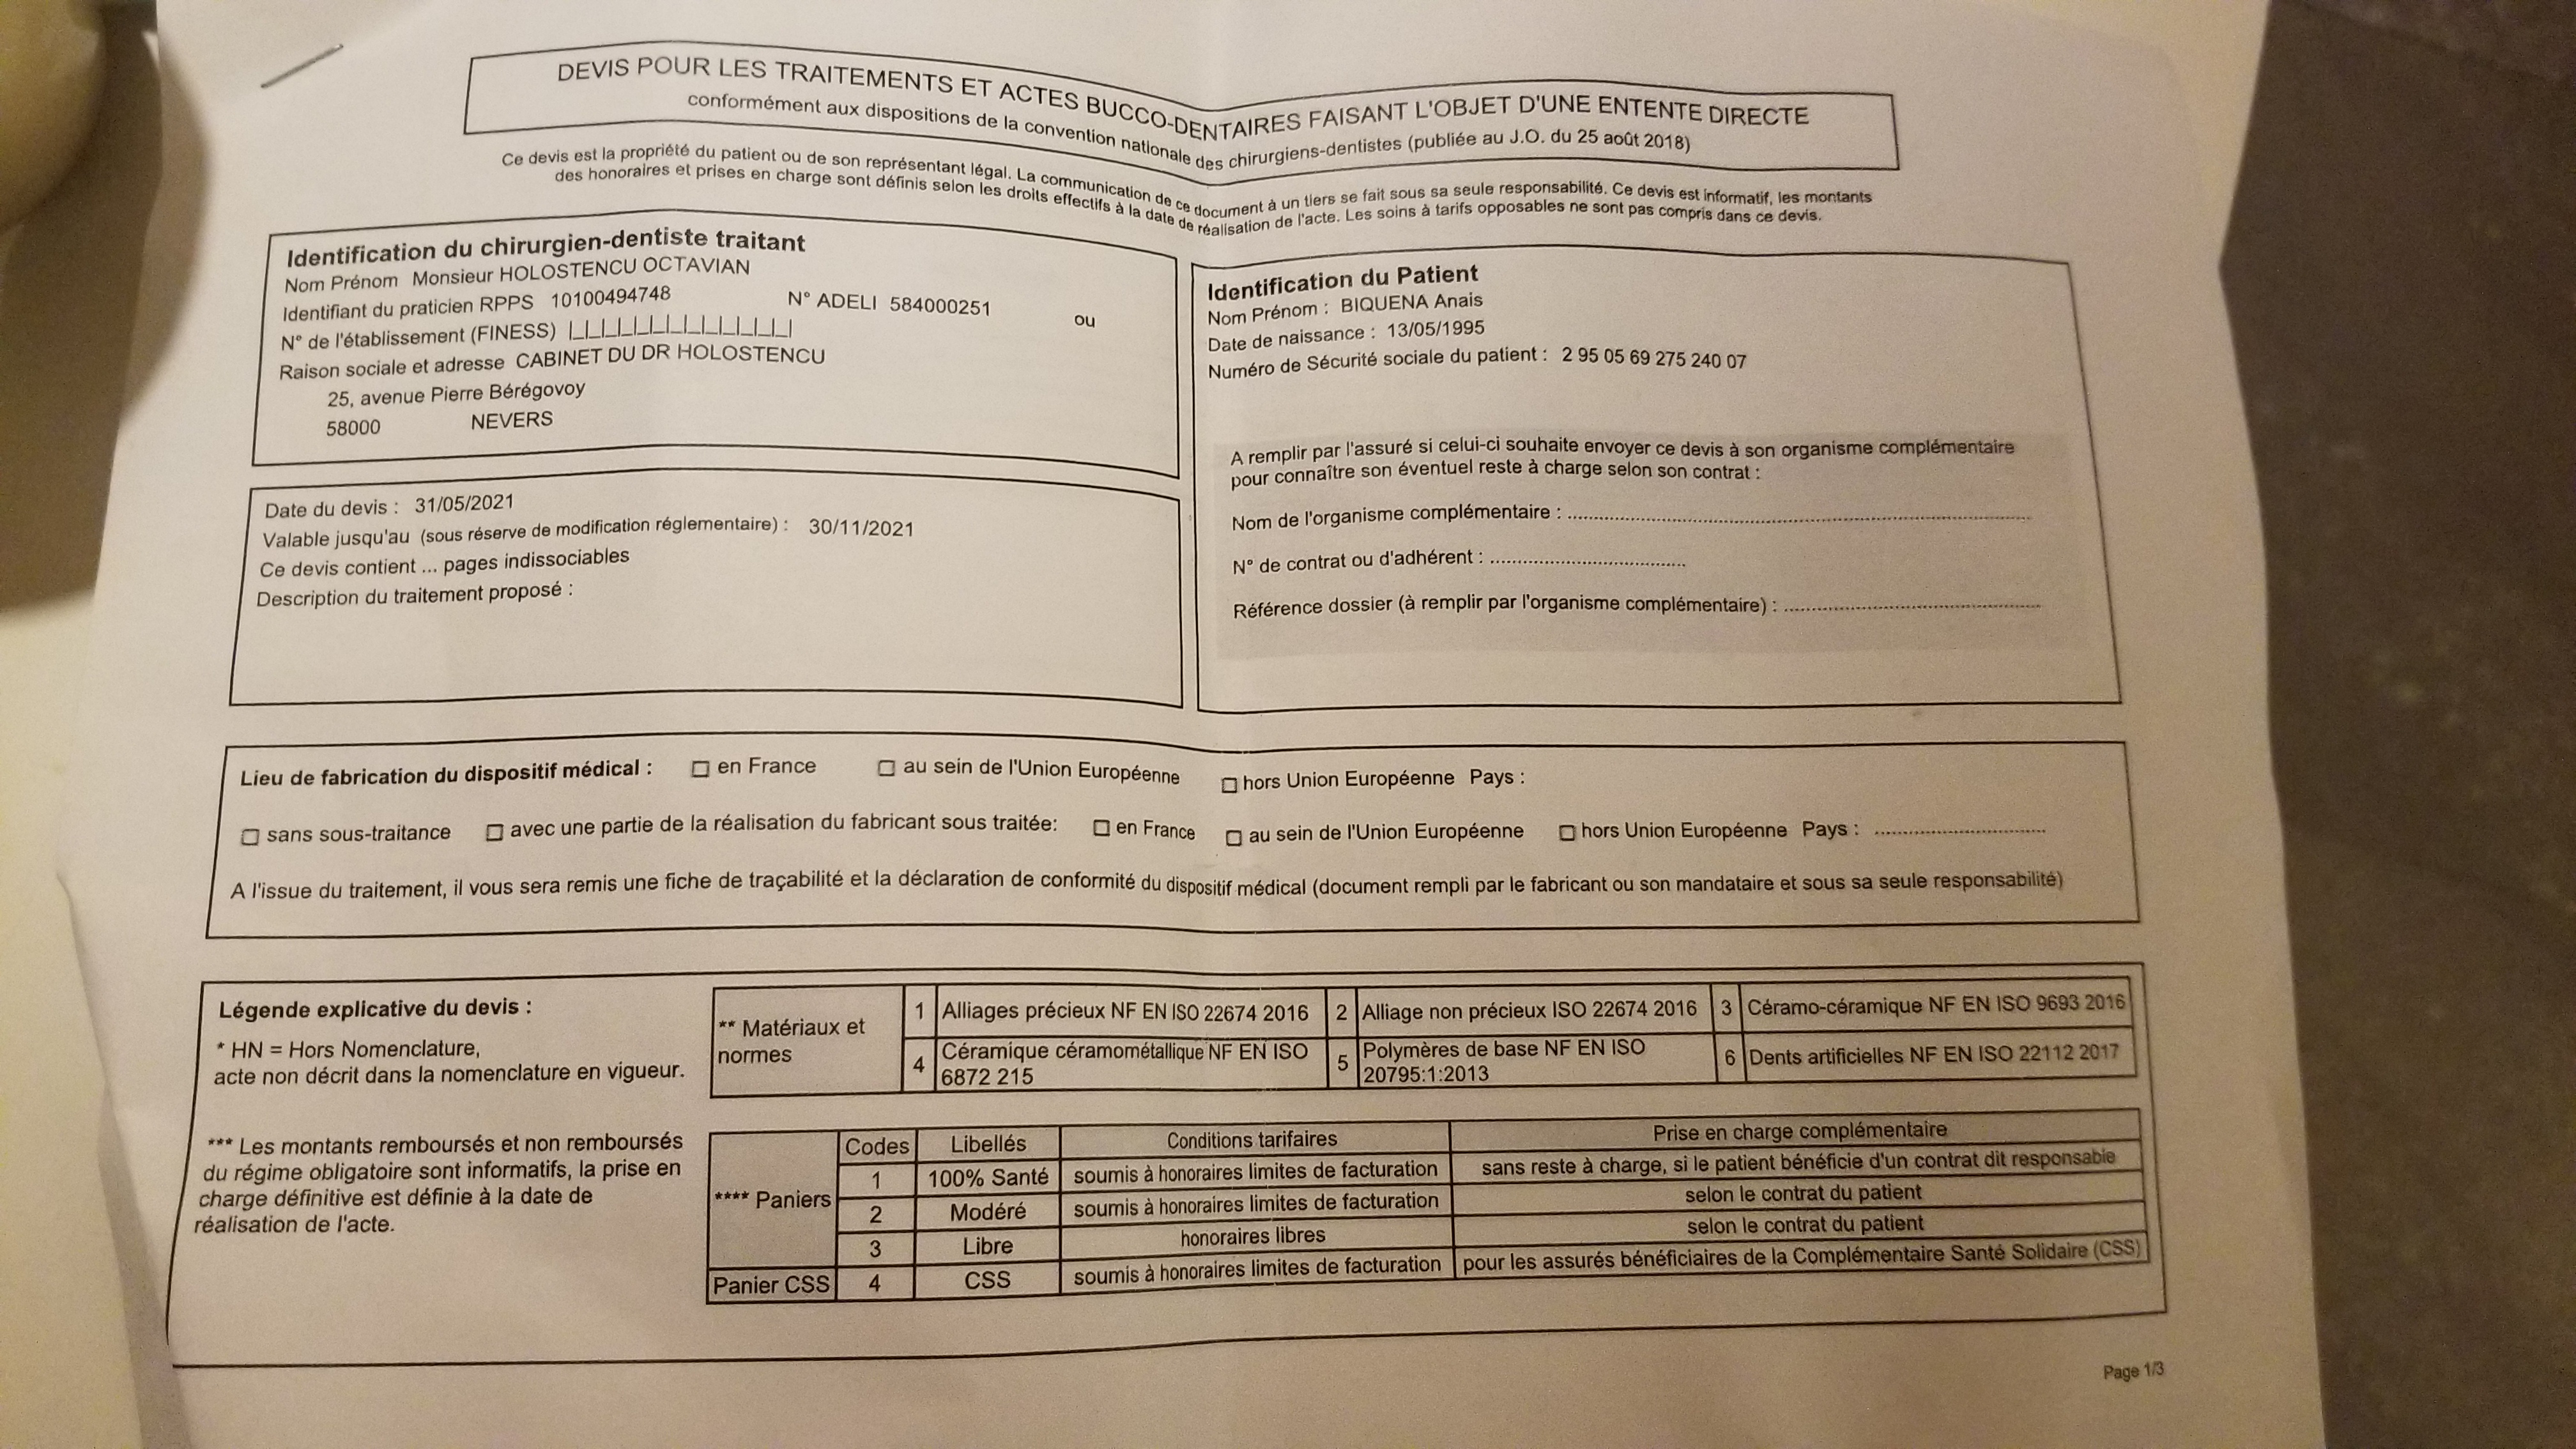 DEVIS POUR LES TRAITEMENTS ET ACTES BUCCO-DENTAIRES FAISANT L'OBJET D'UNE ENTENTE DIRECTE
conformément aux dispositions de la convention nationale des chirurgiens-dentistes (publiée au J.O. du 25 août 2018)
Ce devis est la propriété du patient ou de son représentant légal. La communication de ce document à un tiers se fait sous sa seule responsabilité. Ce devis est informatif, les montants
des honoraires et prises en charge sont définis selon les droits effectifs à la date de réalisation de l'acte. Les soins à tarifs opposables ne sont pas compris dans ce devis.
Identification du chirurgien-dentiste traitant
Nom Prénom Monsieur HOLOSTENCU OCTAVIAN
Identifiant du praticien RPPS 10100494748 N° ADELI 584000251 ou
N° de l'établissement (FINESS)
Raison sociale et adresse CABINET DU DR HOLOSTENCU
25, avenue Pierre Bérégovoy
58000 NEVERS
Identification du Patient
Nom Prénom : BIQUENA Anais
Date de naissance : 13/05/1995
Numéro de Sécurité sociale du patient : 2 95 05 69 275 240 07
A remplir par l'assuré si celui-ci souhaite envoyer ce devis à son organisme complémentaire
pour connaître son éventuel reste à charge selon son contrat :
Nom de l'organisme complémentaire : ..........
N° de contrat ou d'adhérent : ..........
Référence dossier (à remplir par l'organisme complémentaire) : ..........
Date du devis : 31/05/2021
Valable jusqu'au (sous réserve de modification réglementaire) : 30/11/2021
Ce devis contient ... pages indissociables
Description du traitement proposé :
Lieu de fabrication du dispositif médical : en France au sein de l'Union Européenne hors Union Européenne Pays :
sans sous-traitance avec une partie de la réalisation du fabricant sous traitée: en France au sein de l'Union Européenne hors Union Européenne Pays : ..........
A l'issue du traitement, il vous sera remis une fiche de traçabilité et la déclaration de conformité du dispositif médical (document rempli par le fabricant ou son mandataire et sous sa seule responsabilité)
Légende explicative du devis :
* HN = Hors Nomenclature,
acte non décrit dans la nomenclature en vigueur.
** Matériaux et
normes
1 Alliages précieux NF EN ISO 22674 2016 2 Alliage non précieux ISO 22674 2016 3 Céramo-céramique NF EN ISO 9693 2016
4 Céramique céramométallique NF EN ISO
6872 215
5 Polymères de base NF EN ISO
20795:1:2013
6 Dents artificielles NF EN ISO 22112 2017
*** Les montants remboursés et non remboursés
du régime obligatoire sont informatifs, la prise en
charge définitive est définie à la date de
réalisation de l'acte.
**** Paniers
Codes Libellés Conditions tarifaires Prise en charge complémentaire
1 100% Santé soumis à honoraires limites de facturation sans reste à charge, si le patient bénéficie d'un contrat dit responsable
2 Modéré soumis à honoraires limites de facturation selon le contrat du patient
3 Libre honoraires libres selon le contrat du patient
Panier CSS 4 CSS soumis à honoraires limites de facturation pour les assurés bénéficiaires de la Complémentaire Santé Solidaire (CSS)
Page 1/3